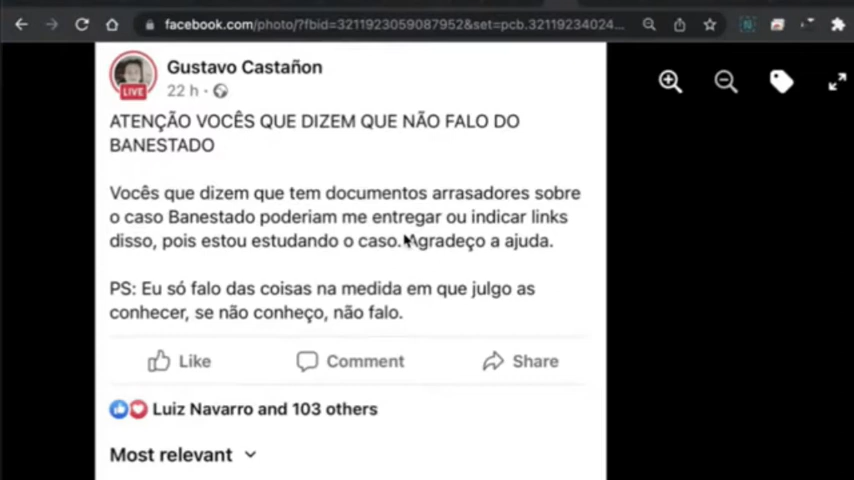 facebook.com/photo/?fbid=3211923059087952&set=pcb.32119234024...
Gustavo Castañon
LIVE
22 h ·
ATENÇÃO VOCÊS QUE DIZEM QUE NÃO FALO DO
BANESTADO
Vocês que dizem que tem documentos arrasadores sobre
o caso Banestado poderiam me entregar ou indicar links
disso, pois estou estudando o caso. Agradeço a ajuda.
PS: Eu só falo das coisas na medida em que julgo as
conhecer, se não conheço, não falo.
Like Comment Share
Luiz Navarro and 103 others
Most relevant